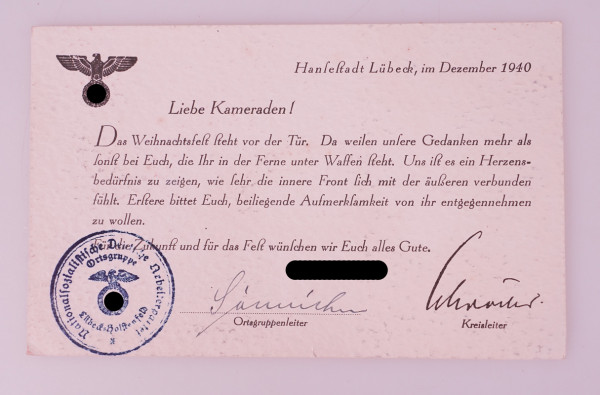 Hansestadt Lübeck, im Dezember 1940
Liebe Kameraden!
Das Weihnachtsfest steht vor der Tür. Da weilen unsere Gedanken mehr als
sonst bei Euch, die Ihr in der Ferne unter Waffen steht. Uns ist es ein Herzens-
bedürfnis zu zeigen, wie sehr die innere Front sich mit der äußeren verbunden
fühlt. Erstere bittet Euch, beiliegende Aufmerksamkeit von ihr entgegennehmen
zu wollen.
Für die Zukunft und für das Fest wünschen wir Euch alles Gute.
Nationalsozialistische Deutsche Arbeiterpartei
Ortsgruppe
Ortsgruppenleiter
Kreisleiter